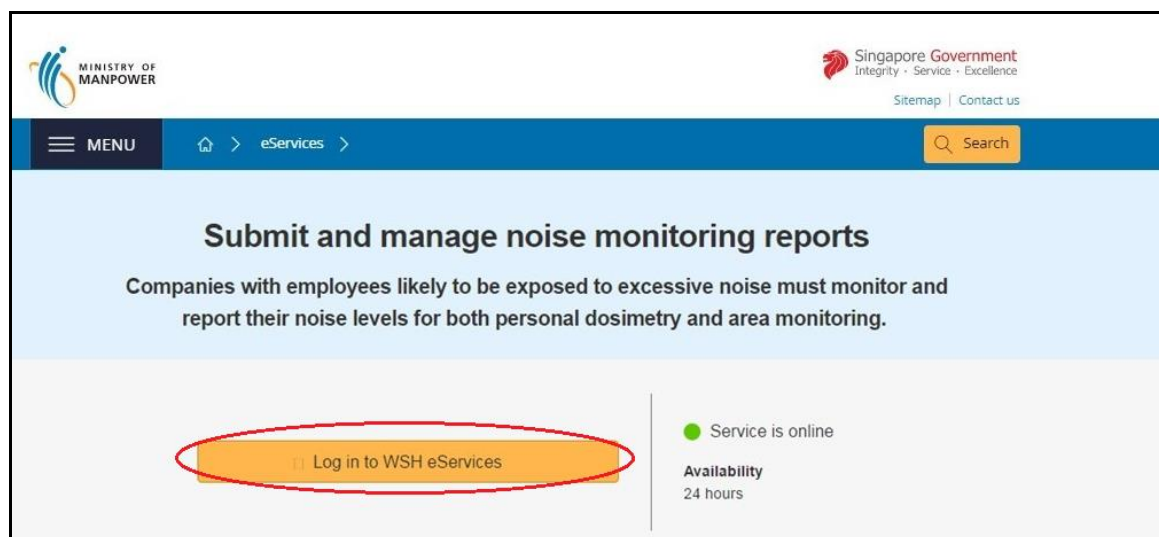 MINISTRY OF
MANPOWER
Singapore Government
Integrity · Service · Excellence
Sitemap | Contact us
MENU
eServices
Search
Submit and manage noise monitoring reports
Companies with employees likely to be exposed to excessive noise must monitor and
report their noise levels for both personal dosimetry and area monitoring.
Log in to WSH eServices
Service is online
Availability
24 hours